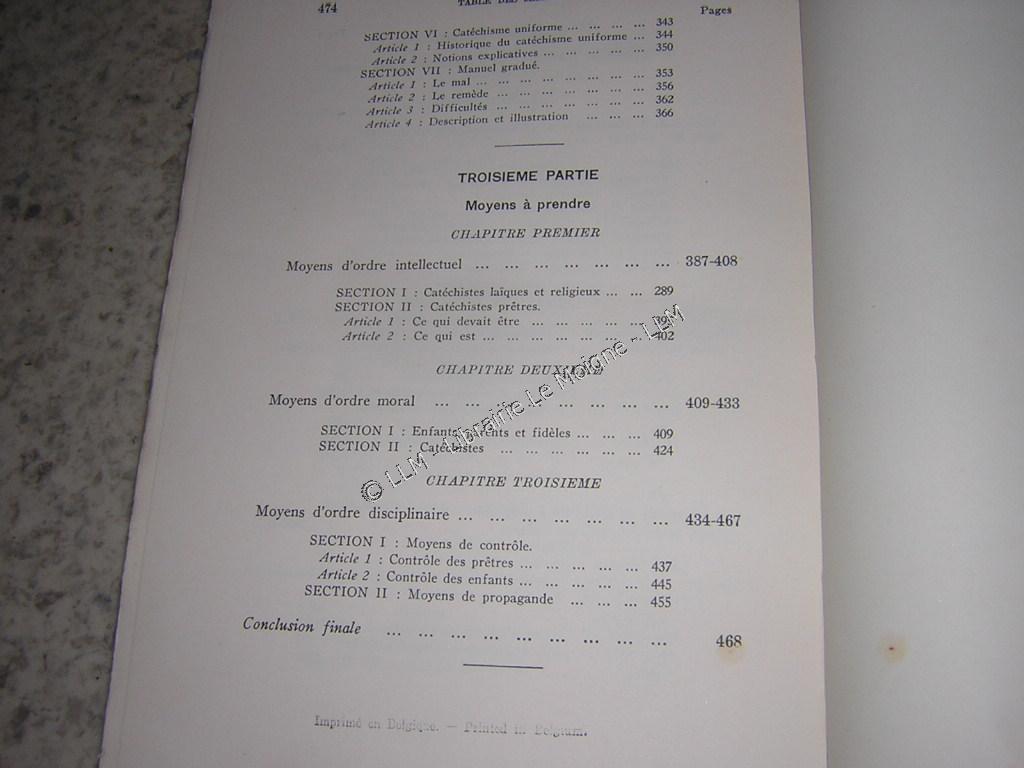 474 TABLE DES Pages
SECTION VI : Catéchisme uniforme ... ... ... ... 343
Article 1 : Historique du catéchisme uniforme ... 344
Article 2 : Notions explicatives ... ... ... ... ... 350
SECTION VII : Manuel gradué.
Article 1 : Le mal ... ... ... ... ... ... ... ... 353
Article 2 : Le remède ... ... ... ... ... ... ... 356
Article 3 : Difficultés ... ... ... ... ... ... ... 362
Article 4 : Description et illustration ... ... ... 366
TROISIEME PARTIE
Moyens à prendre
CHAPITRE PREMIER
Moyens d'ordre intellectuel ... ... ... ... ... ... ... 387-408
SECTION I : Catéchistes laïques et religieux ... ... 289
SECTION II : Catéchistes prêtres.
Article 1 : Ce qui devait être ... ... ... ... ...
Article 2 : Ce qui est ... ... ... ... ... ... ... 402
CHAPITRE DEUXIEME
Moyens d'ordre moral ... ... ... ... ... ... ... ... 409-433
SECTION I : Enfants, parents et fidèles ... ... ... 409
SECTION II : Catéchistes ... ... ... ... ... ... 424
CHAPITRE TROISIEME
Moyens d'ordre disciplinaire ... ... ... ... ... ... ... 434-467
SECTION I : Moyens de contrôle.
Article 1 : Contrôle des prêtres ... ... ... ... ... 437
Article 2 : Contrôle des enfants ... ... ... ... ... 445
SECTION II : Moyens de propagande ... ... ... 455
Conclusion finale ... ... ... ... ... ... ... ... ... 468
Imprimé en Belgique. — Printed in Belgium.
© LLM - Librairie Le Moigne - LLM